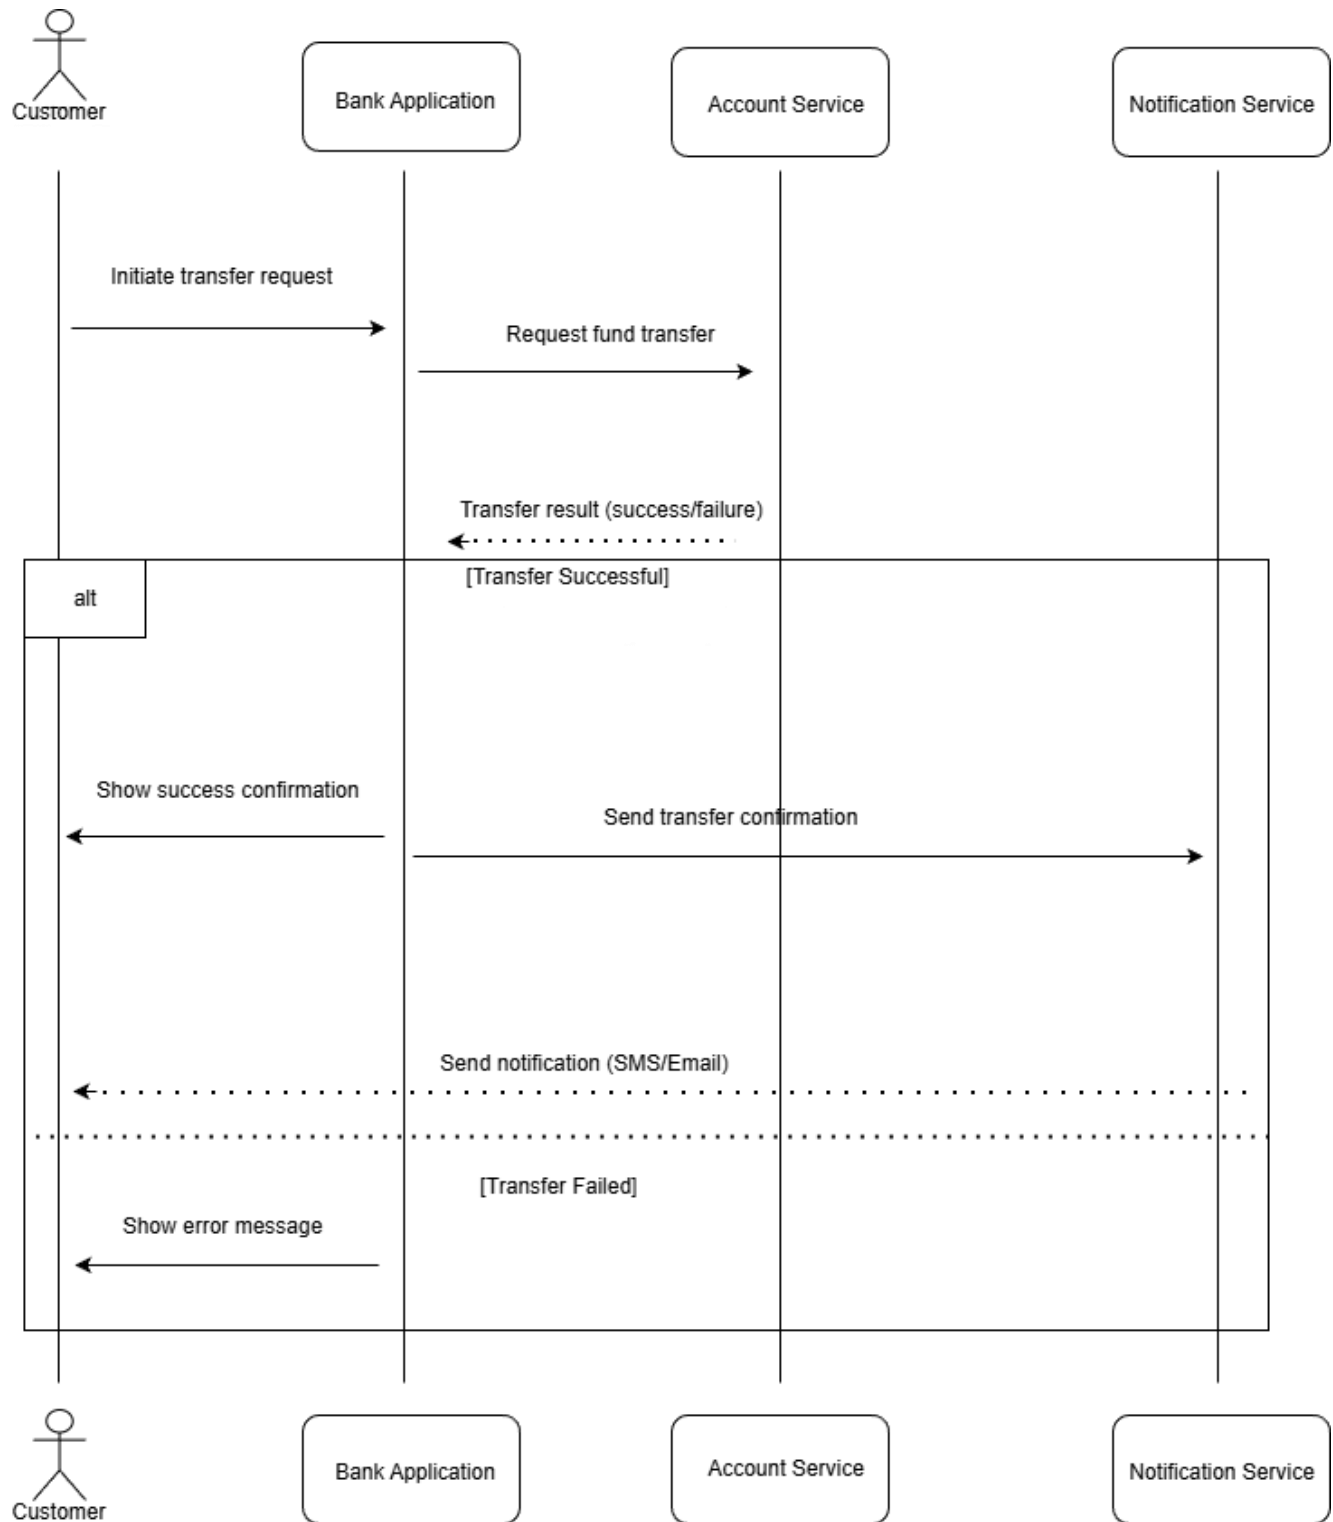 Customer
Bank Application
Account Service
Notification Service
Initiate transfer request
Request fund transfer
Transfer result (success/failure)
[Transfer Successful]
alt
Show success confirmation
Send transfer confirmation
Send notification (SMS/Email)
[Transfer Failed]
Show error message
Customer
Bank Application
Account Service
Notification Service